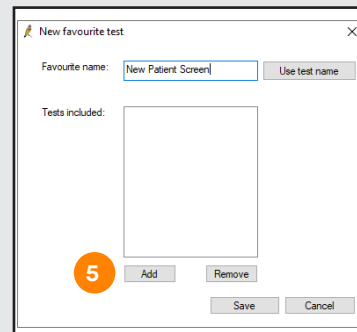 New favourite test
Favourite name: New Patient Screen Use test name
Tests included:
5 Add Remove
Save Cancel